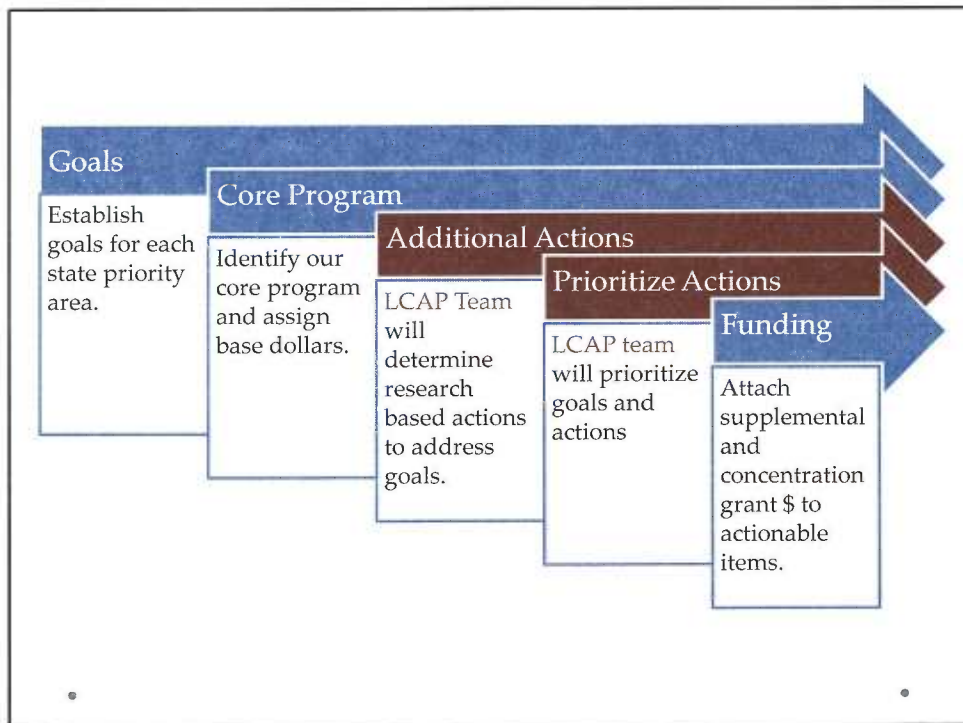 Goals
Establish
goals for each
state priority
area.
Core Program
Identify our
core program
and assign
base dollars.
Additional Actions
LCAP Team
will
determine
research
based actions
to address
goals.
Prioritize Actions
LCAP team
will prioritize
goals and
actions
Funding
Attach
supplemental
and
concentration
grant $ to
actionable
items.